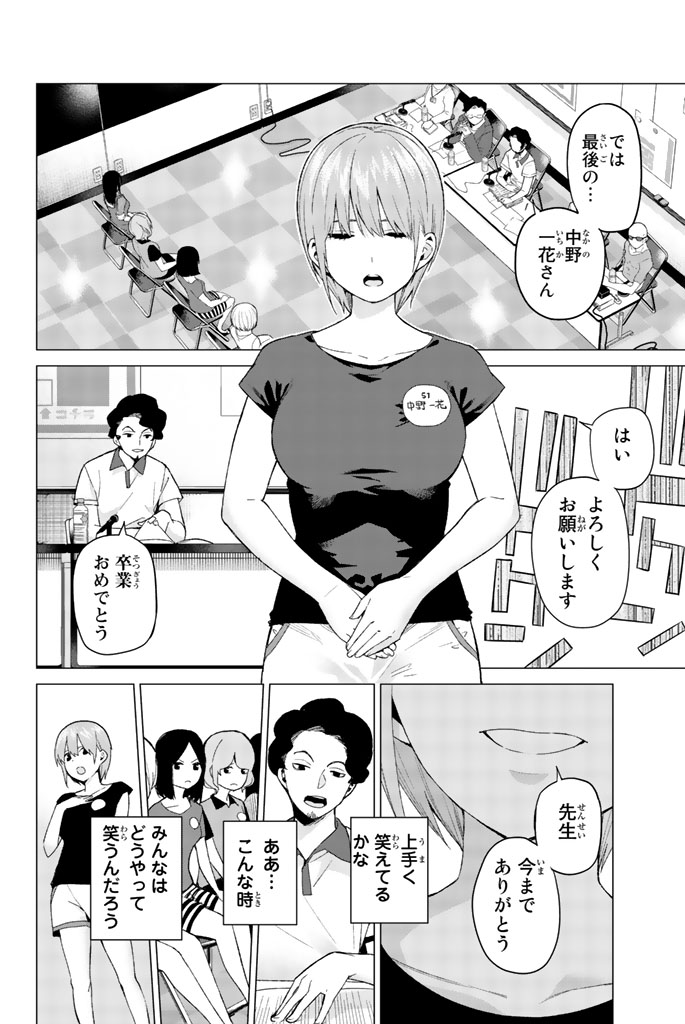 では
最後の…
中野
一花さん
はい
よろしく
お願いします
51
中野一花
コチラ
卒業
おめでとう
先生
今まで
ありがとう
上手く
笑えてる
かな
ああ…
こんな時
みんなは
どうやって
笑うんだろう